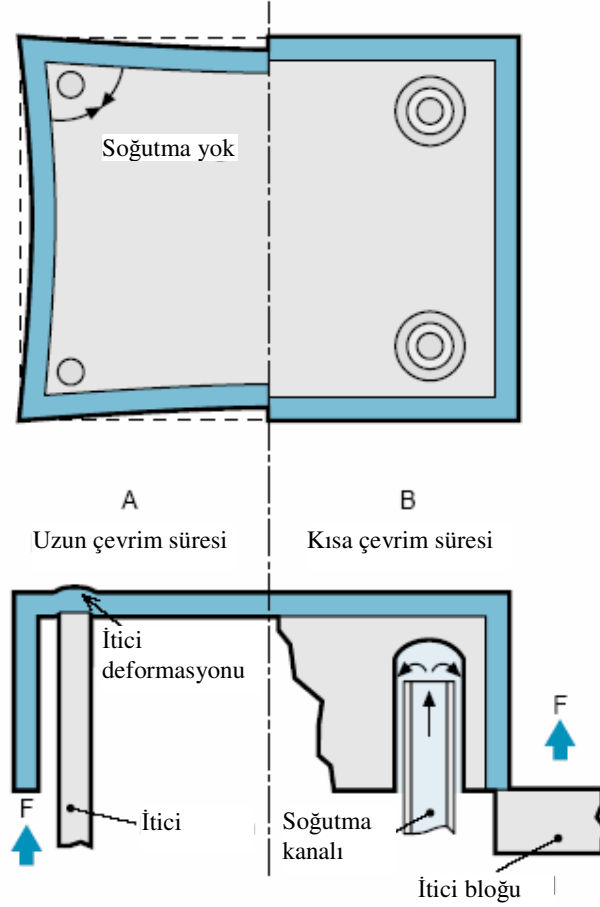 Soğutma yok
A
B
Uzun çevrim süresi
Kısa çevrim süresi
İtici
deformasyonu
F
F
İtici
Soğutma
kanalı
İtici bloğu